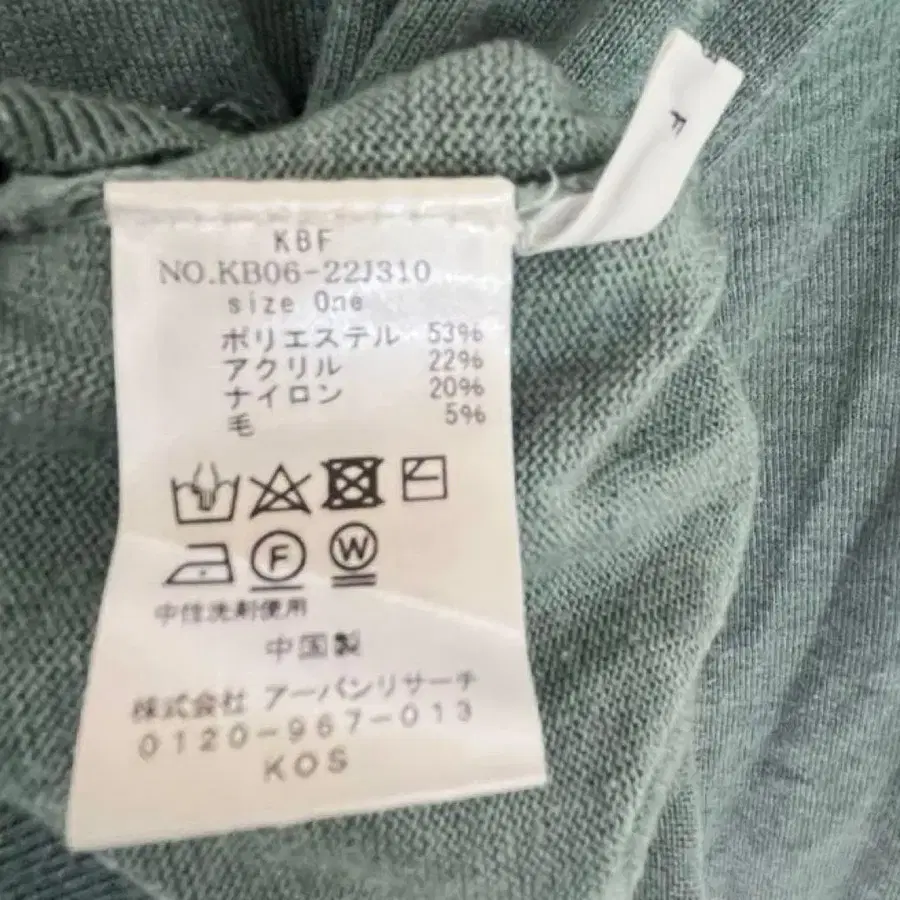 F
KBF
NO.KB06-22J310
size One
ポリエステル 53%
アクリル 22%
ナイロン 20%
毛 5%
F W
中性洗剤使用
中国製
株式会社 アーバンリサーチ
0120-967-013
KOS